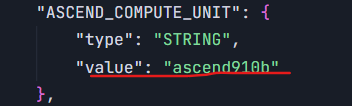 "ASCEND_COMPUTE_UNIT": {
"type": "STRING",
"value": "ascend910b"
},